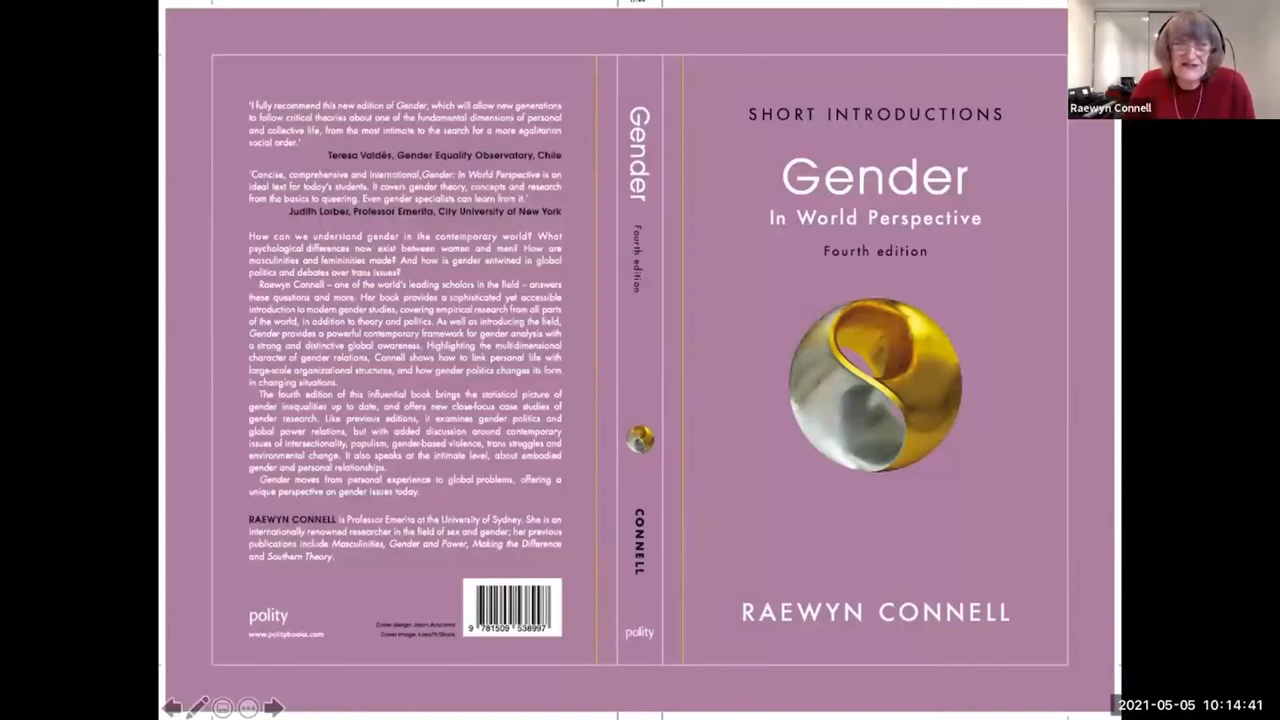 'I fully recommend this new edition of Gender, which will allow new generations
to follow critical theories about one of the fundamental dimensions of personal
and collective life, from the most intimate to the search for a more egalitarian
social order.'
Teresa Valdés, Gender Equality Observatory, Chile
'Concise, comprehensive and international, Gender: In World Perspective is an
ideal text for today's students. It covers gender theory, concepts and research
from the basics to queering. Even gender specialists can learn from it.'
Judith Lorber, Professor Emerita, City University of New York
How can we understand gender in the contemporary world? What
psychological differences now exist between women and men? How are
masculinities and femininities made? And how is gender entwined in global
politics and debates over trans issues?
Raewyn Connell – one of the world's leading scholars in the field – answers
these questions and more. Her book provides a sophisticated yet accessible
introduction to modern gender studies, covering empirical research from all parts
of the world, in addition to theory and politics. As well as introducing the field,
Gender provides a powerful contemporary framework for gender analysis with
a strong and distinctive global awareness. Highlighting the multidimensional
character of gender relations, Connell shows how to link personal life with
large-scale organizational structures, and how gender politics changes its form
in changing situations.
The fourth edition of this influential book brings the statistical picture of
gender inequalities up to date, and offers new close-focus case studies of
gender research. Like previous editions, it examines gender politics and
global power relations, but with added discussion around contemporary
issues of intersectionality, populism, gender-based violence, trans struggles and
environmental change. It also speaks at the intimate level, about embodied
gender and personal relationships.
Gender moves from personal experience to global problems, offering a
unique perspective on gender issues today.
RAEWYN CONNELL is Professor Emerita at the University of Sydney. She is an
internationally renowned researcher in the field of sex and gender; her previous
publications include Masculinities, Gender and Power, Making the Difference
and Southern Theory.
polity
www.politybooks.com
Cover design: Jason Anscomb
Cover image:
9 781509 538997
Gender
Fourth edition
CONNELL
polity
SHORT INTRODUCTIONS
Gender
In World Perspective
Fourth edition
RAEWYN CONNELL
Raewyn Connell
2021-05-05 10:14:41